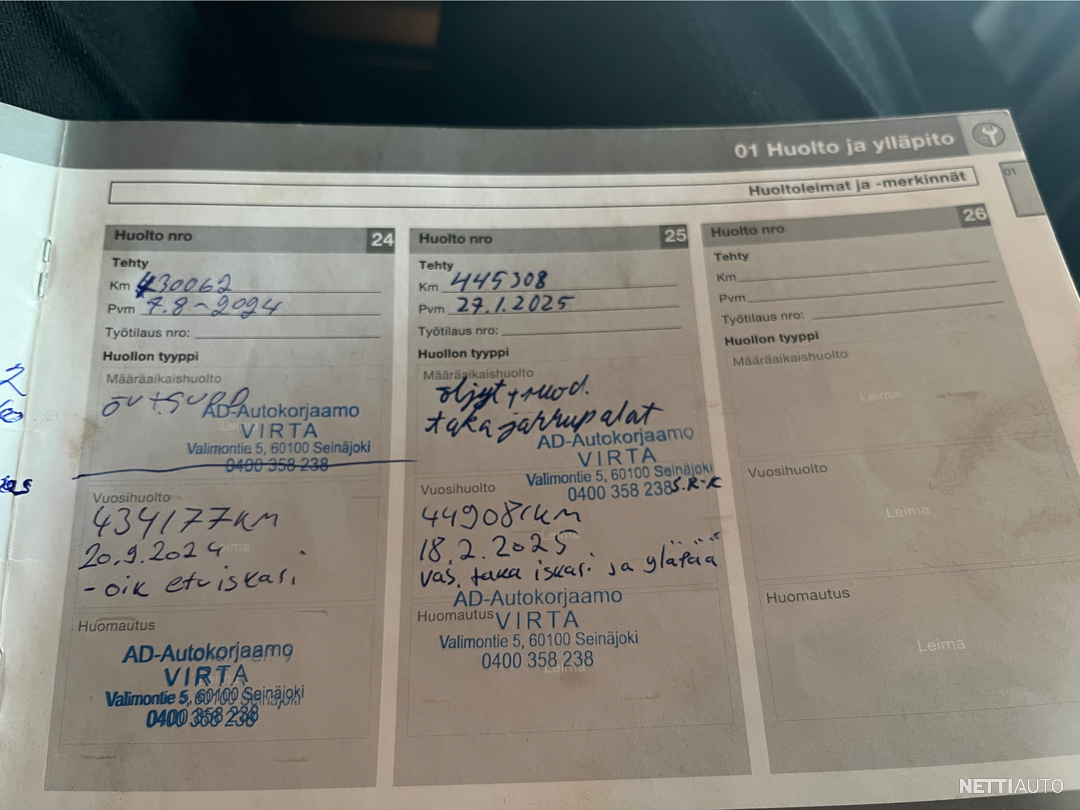 01 Huolto ja ylläpito
01
Huoltoleimat ja -merkinnät
Huolto nro 24
Tehty
Km 430062
Pvm 7.8-2024
Työtilaus nro:
Huollon tyyppi
Määräaikaishuolto
AD-Autokorjaamo
VIRTA
Valimontie 5, 60100 Seinäjoki
0400 358 238
Vuosihuolto
434177KM
20.9.2024
- oik etuiskari
Huomautus
AD-Autokorjaamo
VIRTA
Valimontie 5, 60100 Seinäjoki
0400 358 238
Huolto nro 25
Tehty
Km 445308
Pvm 27.1.2025
Työtilaus nro:
Huollon tyyppi
Määräaikaishuolto
öljyt + suod.
taka jarrupalat
AD-Autokorjaamo
VIRTA
Valimontie 5, 60100 Seinäjoki
0400 358 238 S.R-K
Vuosihuolto
449081KM
18.2.2025
vas. taka iskari ja yläpää
AD-Autokorjaamo
Huomautus VIRTA
Valimontie 5, 60100 Seinäjoki
0400 358 238
Leima
Huolto nro 26
Tehty
Km
Pvm
Työtilaus nro:
Huollon tyyppi
Määräaikaishuolto
Leima
Vuosihuolto
Leima
Huomautus
Leima
NETTIAUTO